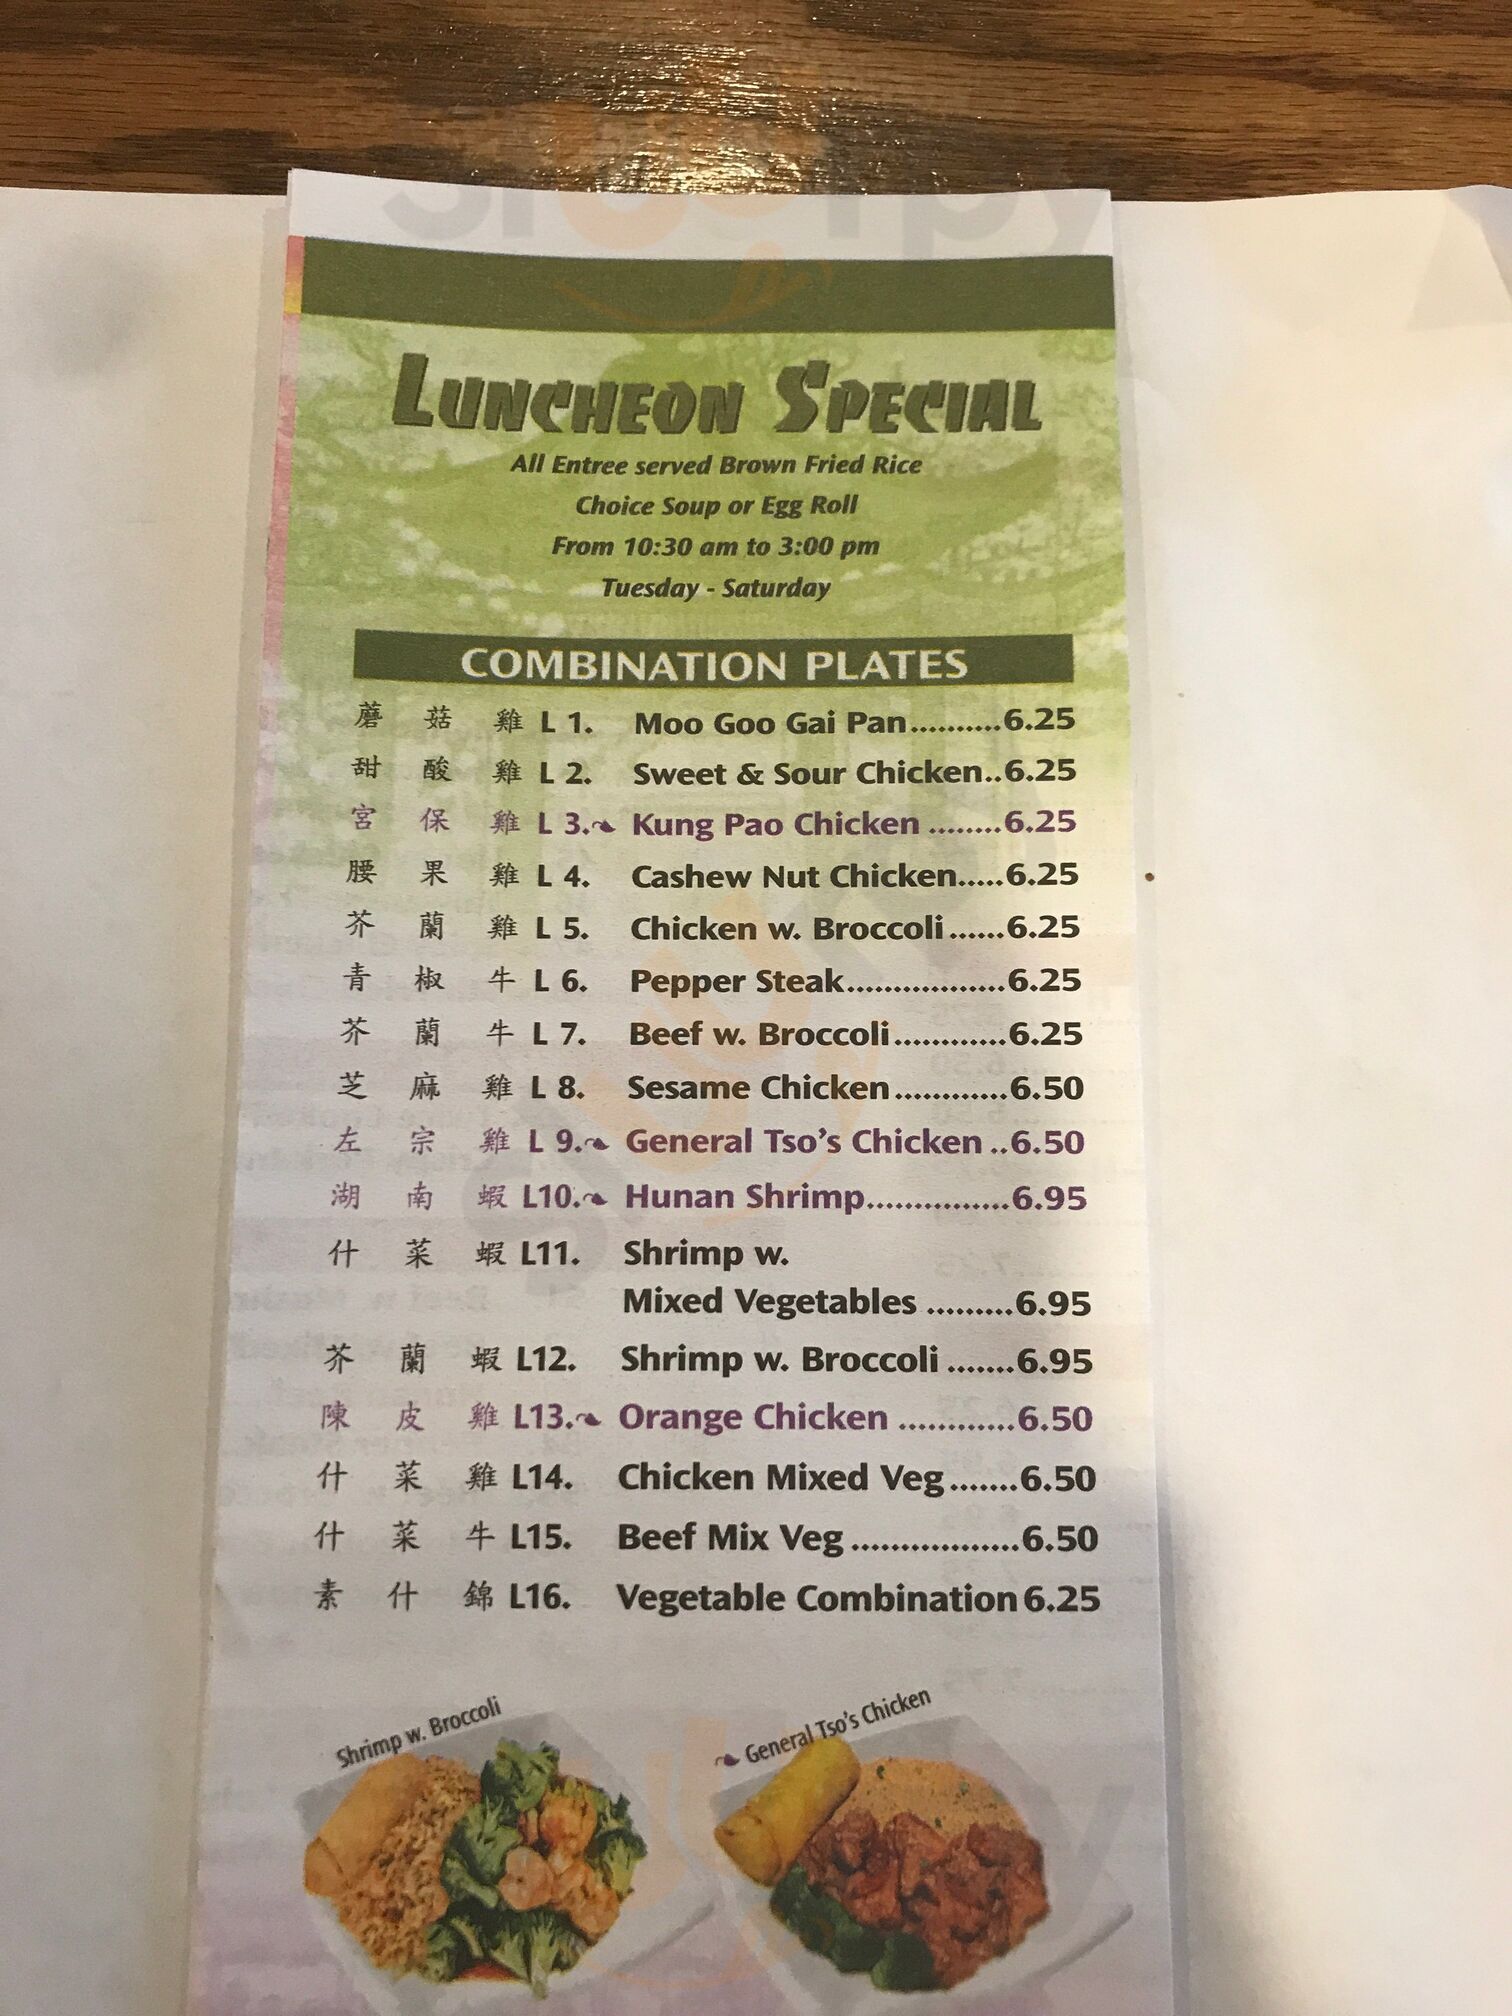 Luncheon Special
All Entree served Brown Fried Rice
Choice Soup or Egg Roll
From 10:30 am to 3:00 pm
Tuesday - Saturday
COMBINATION PLATES
蘑 菇 雞 L 1. Moo Goo Gai Pan..........6.25
甜 酸 雞 L 2. Sweet & Sour Chicken..6.25
宮 保 雞 L 3. Kung Pao Chicken ........6.25
腰 果 雞 L 4. Cashew Nut Chicken.....6.25
芥 蘭 雞 L 5. Chicken w. Broccoli......6.25
青 椒 牛 L 6. Pepper Steak.................6.25
芥 蘭 牛 L 7. Beef w. Broccoli............6.25
芝 麻 雞 L 8. Sesame Chicken............6.50
左 宗 雞 L 9. General Tso's Chicken ..6.50
湖 南 蝦 L10. Hunan Shrimp...............6.95
什 菜 蝦 L11. Shrimp w.
Mixed Vegetables .........6.95
芥 蘭 蝦 L12. Shrimp w. Broccoli .......6.95
陳 皮 雞 L13. Orange Chicken ............6.50
什 菜 雞 L14. Chicken Mixed Veg.......6.50
什 菜 牛 L15. Beef Mix Veg..................6.50
素 什 錦 L16. Vegetable Combination 6.25
Shrimp w. Broccoli
General Tso's Chicken